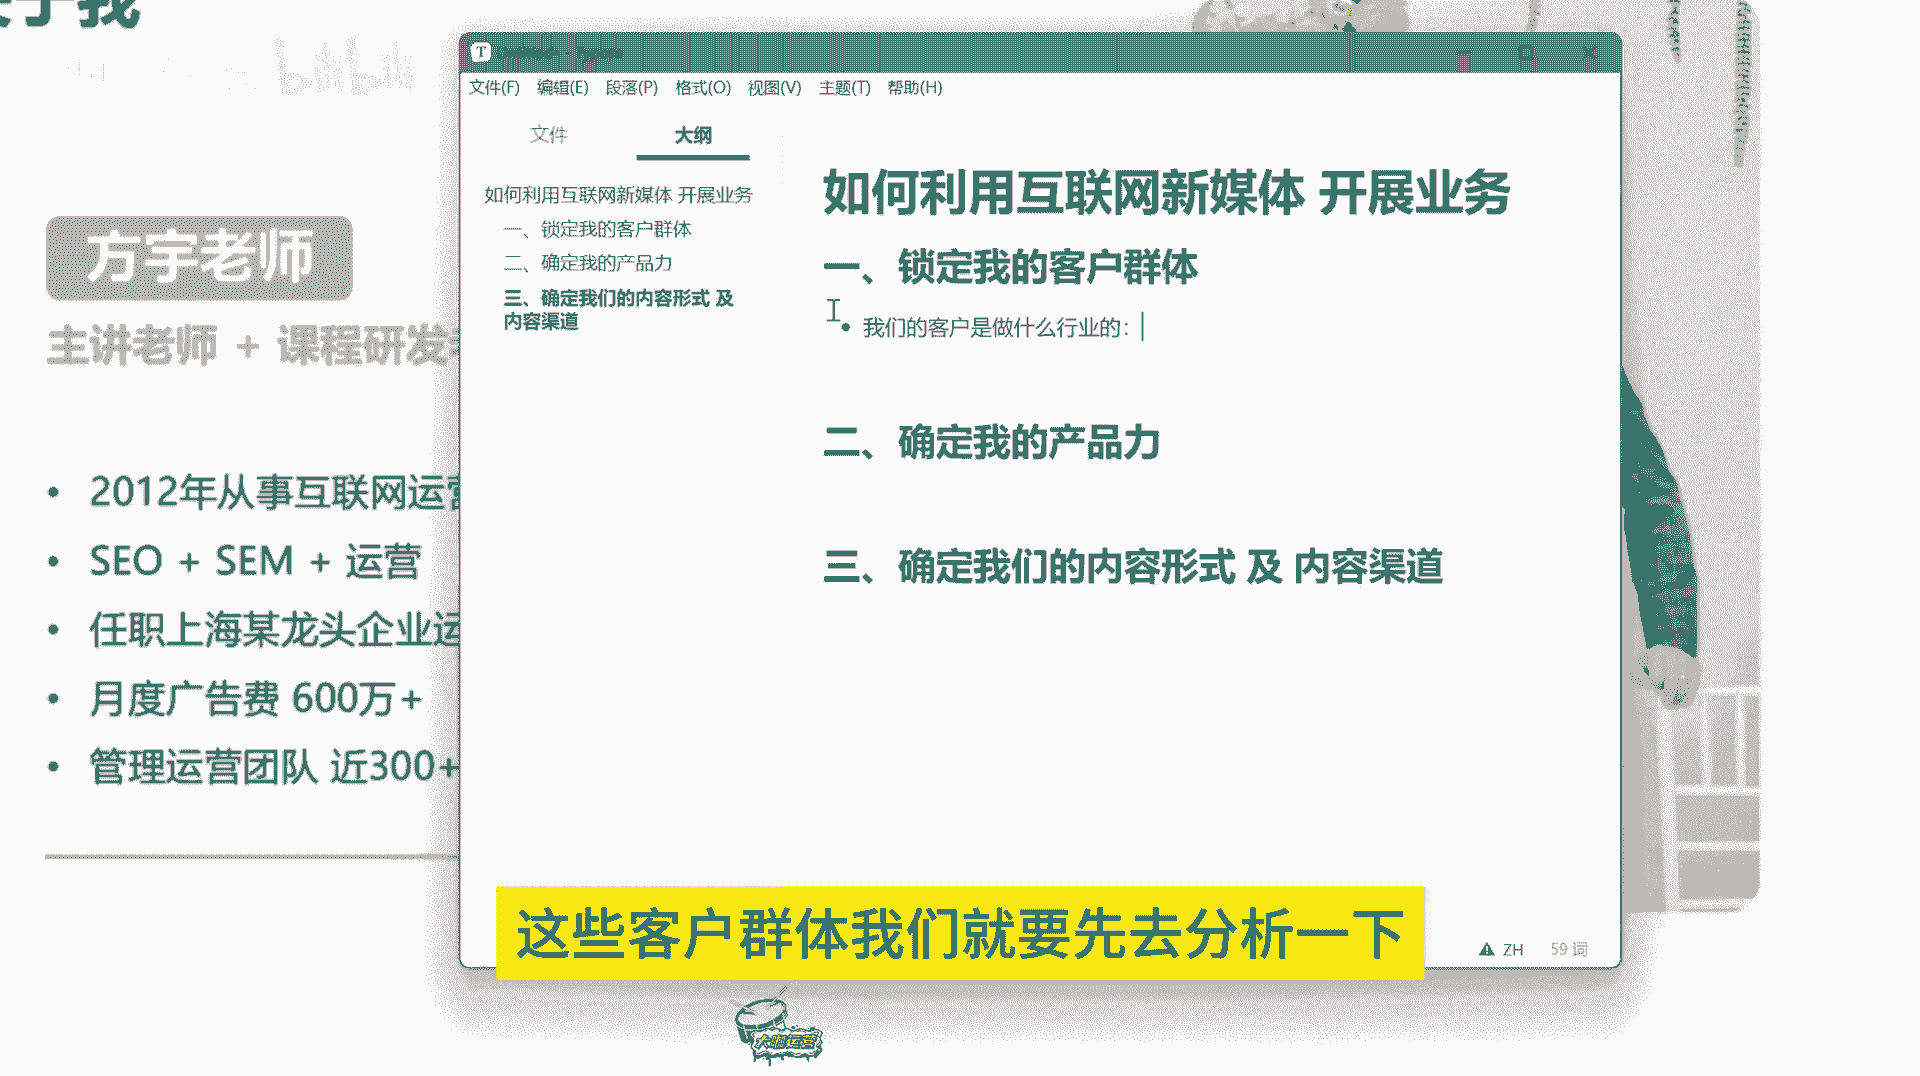 关于我
bilibili
方宇老师
主讲老师 + 课程研发
2012年从事互联网运营
SEO + SEM + 运营
任职上海某龙头企业运
月度广告费 600万+
管理运营团队 近300+
T
文件(F) 编辑(E) 段落(P) 格式(O) 视图(V) 主题(T) 帮助(H)
文件 大纲
如何利用互联网新媒体 开展业务
一、锁定我的客户群体
二、确定我的产品力
三、确定我们的内容形式 及
内容渠道
如何利用互联网新媒体 开展业务
一、锁定我的客户群体
我们的客户是做什么行业的：
二、确定我的产品力
三、确定我们的内容形式 及 内容渠道
这些客户群体我们就要先去分析一下
ZH 59 词
大咖运营